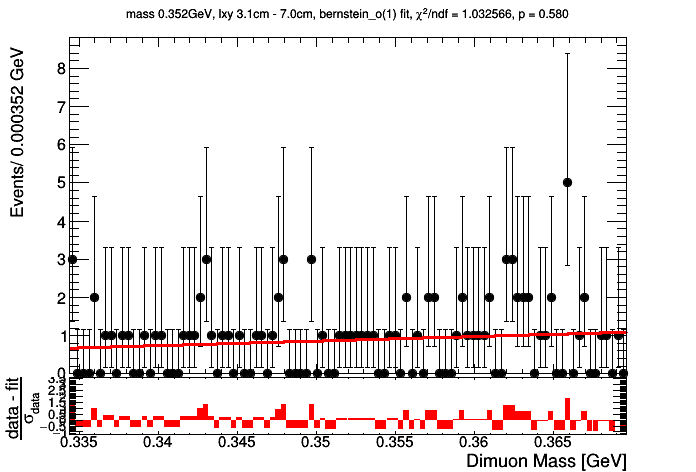 mass 0.352GeV, lxy 3.1cm - 7.0cm, bernstein_o(1) fit, χ²/ndf = 1.032566, p = 0.580
Events/ 0.000352 GeV
8
7
6
5
4
3
2
1
0
data - fit
σdata
0.335 0.34 0.345 0.35 0.355 0.36 0.365
Dimuon Mass [GeV]